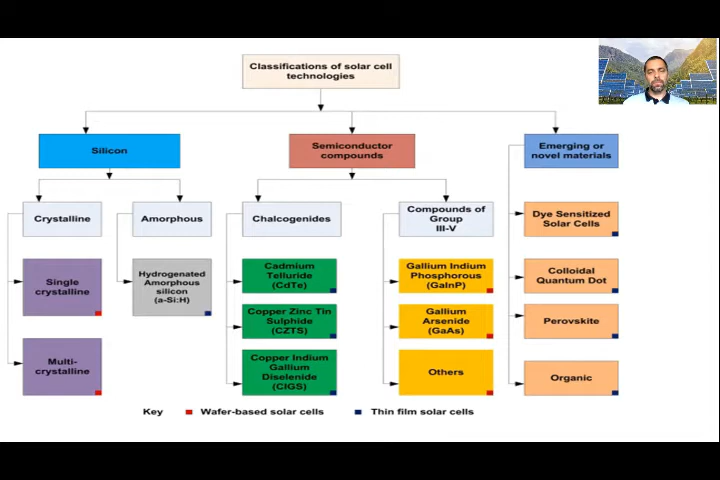 Classifications of solar cell
technologies
Silicon
Semiconductor
compounds
Emerging or
novel materials
Crystalline
Amorphous
Chalcogenides
Compounds of
Group
III-V
Dye Sensitized
Solar Cells
Single
crystalline
Hydrogenated
Amorphous
silicon
(a-Si:H)
Cadmium
Telluride
(CdTe)
Gallium Indium
Phosphorous
(GaInP)
Colloidal
Quantum Dot
Copper Zinc Tin
Sulphide
(CZTS)
Gallium
Arsenide
(GaAs)
Perovskite
Multi-
crystalline
Copper Indium
Gallium
Diselenide
(CIGS)
Others
Organic
Key
Wafer-based solar cells
Thin film solar cells